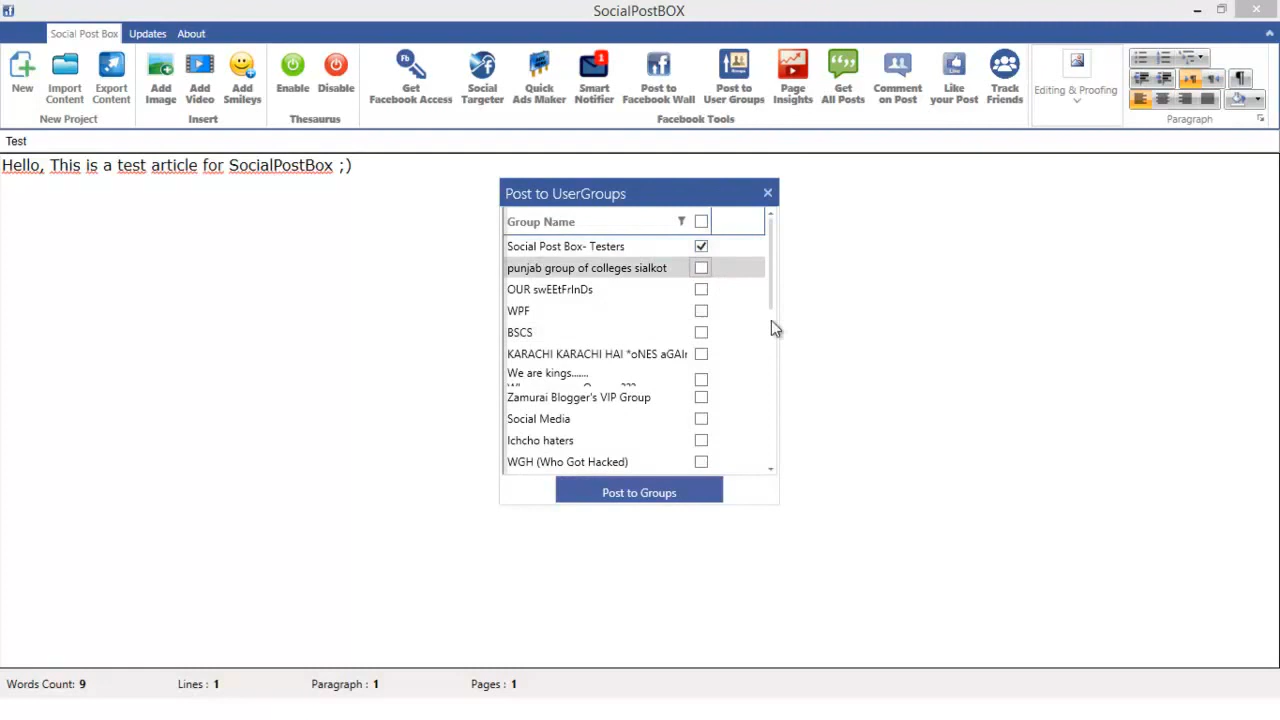 SocialPostBOX
Social Post Box Updates About
New Import Content Export Content Add Image Add Video Add Smileys Enable Disable Get Facebook Access Social Targeter Quick Ads Maker Smart Notifier 1 Post to Facebook Wall Post to User Groups Page Insights Get All Posts Comment on Post Like your Post Track Friends Editing & Proofing
New Project Insert Thesaurus Facebook Tools Paragraph
Test
Hello, This is a test article for SocialPostBox ;)
Post to UserGroups
Group Name
Social Post Box- Testers
punjab group of colleges sialkot
OUR swEEtFrInDs
WPF
BSCS
KARACHI KARACHI HAI *oNES aGAIn
We are kings.......
Zamurai Blogger's VIP Group
Social Media
Ichcho haters
WGH (Who Got Hacked)
Post to Groups
Words Count: 9 Lines : 1 Paragraph : 1 Pages : 1